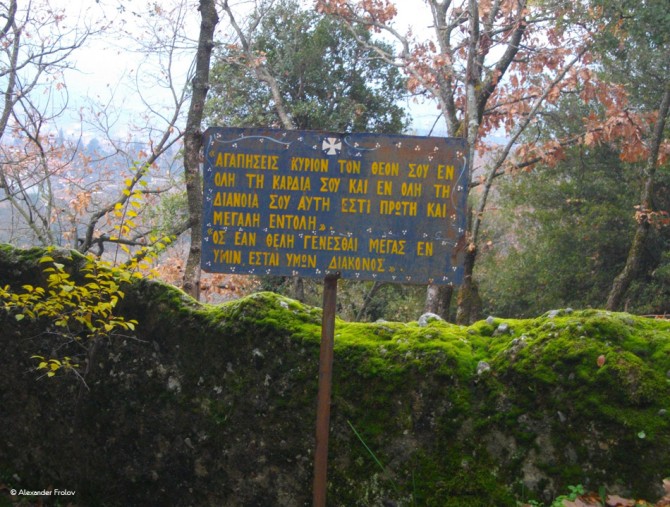 ΑΓΑΠΗΣΕΙΣ ΚΥΡΙΟΝ ΤΟΝ ΘΕΟΝ ΣΟΥ ΕΝ
ΟΛΗ ΤΗ ΚΑΡΔΙΑ ΣΟΥ ΚΑΙ ΕΝ ΟΛΗ ΤΗ
ΔΙΑΝΟΙΑ ΣΟΥ ΑΥΤΗ ΕΣΤΙ ΠΡΩΤΗ ΚΑΙ
ΜΕΓΑΛΗ ΕΝΤΟΛΗ»
ΟΣ ΕΑΝ ΘΕΛΗ ΓΕΝΕΣΘΑΙ ΜΕΓΑΣ ΕΝ
ΥΜΙΝ ΕΣΤΑΙ ΥΜΩΝ ΔΙΑΚΟΝΟΣ
© Alexander Frolov